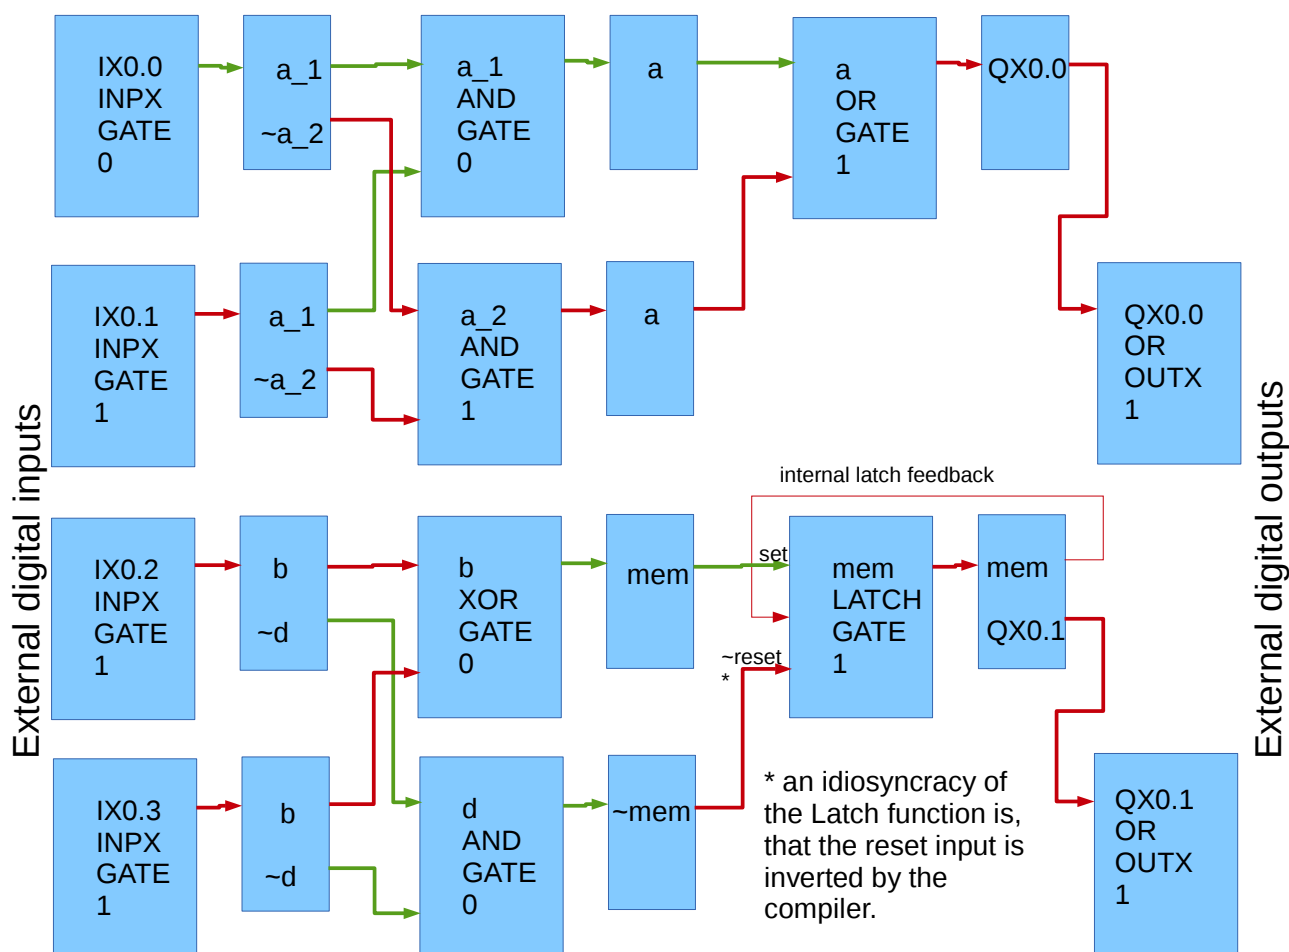 External digital inputs
IX0.0
INPX
GATE
0
a_1
~a_2
a_1
AND
GATE
0
a
a
OR
GATE
1
QX0.0
IX0.1
INPX
GATE
1
a_1
~a_2
a_2
AND
GATE
1
a
QX0.0
OR
OUTX
1
External digital outputs
internal latch feedback
IX0.2
INPX
GATE
1
b
~d
b
XOR
GATE
0
mem
set
~reset
*
mem
LATCH
GATE
1
mem
QX0.1
IX0.3
INPX
GATE
1
b
~d
d
AND
GATE
0
~mem
* an idiosyncracy of
the Latch function is,
that the reset input is
inverted by the
compiler.
QX0.1
OR
OUTX
1